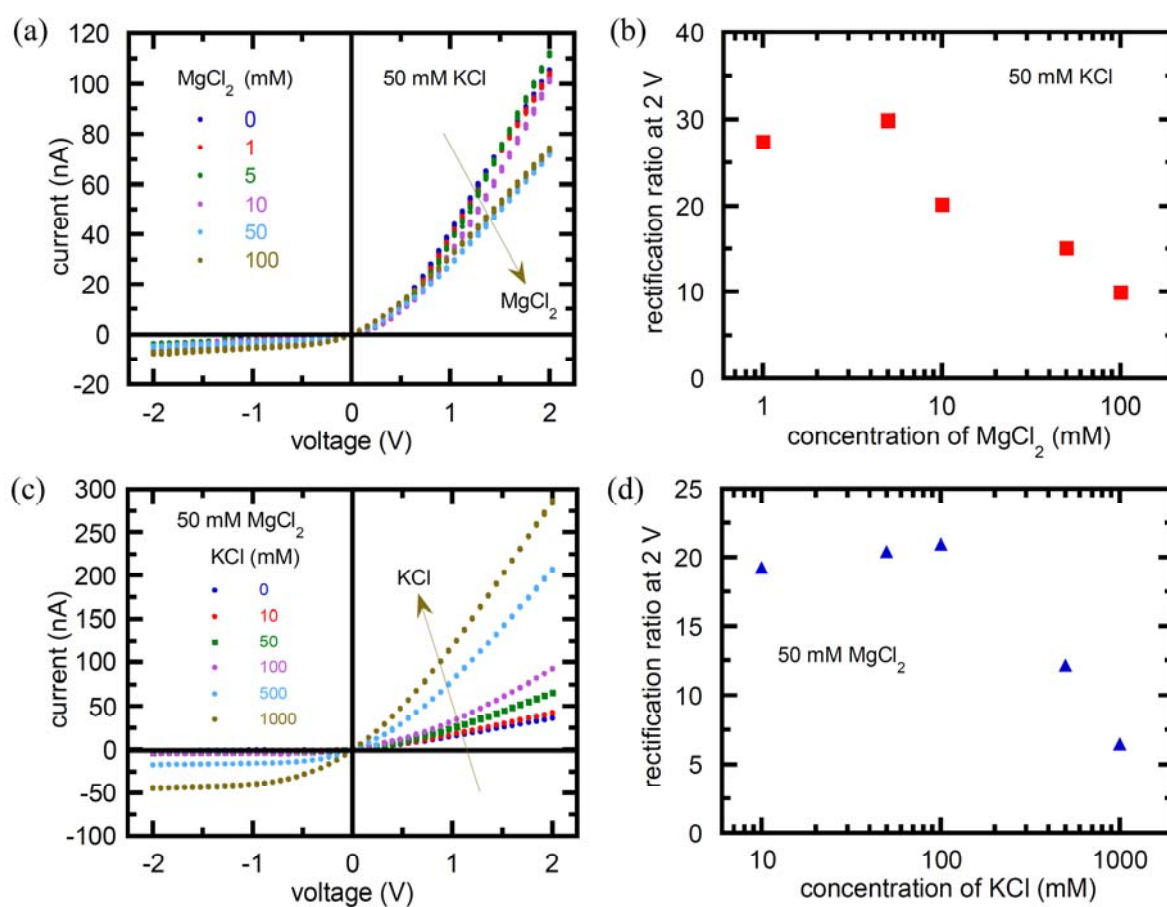 (a)
120
100
80
60
40
20
0
-20
current (nA)
MgCl₂ (mM)
0
1
5
10
50
100
50 mM KCl
MgCl₂
-2
-1
0
1
2
voltage (V)
(b)
40
30
20
10
0
rectification ratio at 2 V
50 mM KCl
1
10
100
concentration of MgCl₂ (mM)
(c)
300
250
200
150
100
50
0
-50
-100
current (nA)
50 mM MgCl₂
KCl (mM)
0
10
50
100
500
1000
KCl
-2
-1
0
1
2
voltage (V)
(d)
25
20
15
10
5
0
rectification ratio at 2 V
50 mM MgCl₂
10
100
1000
concentration of KCl (mM)